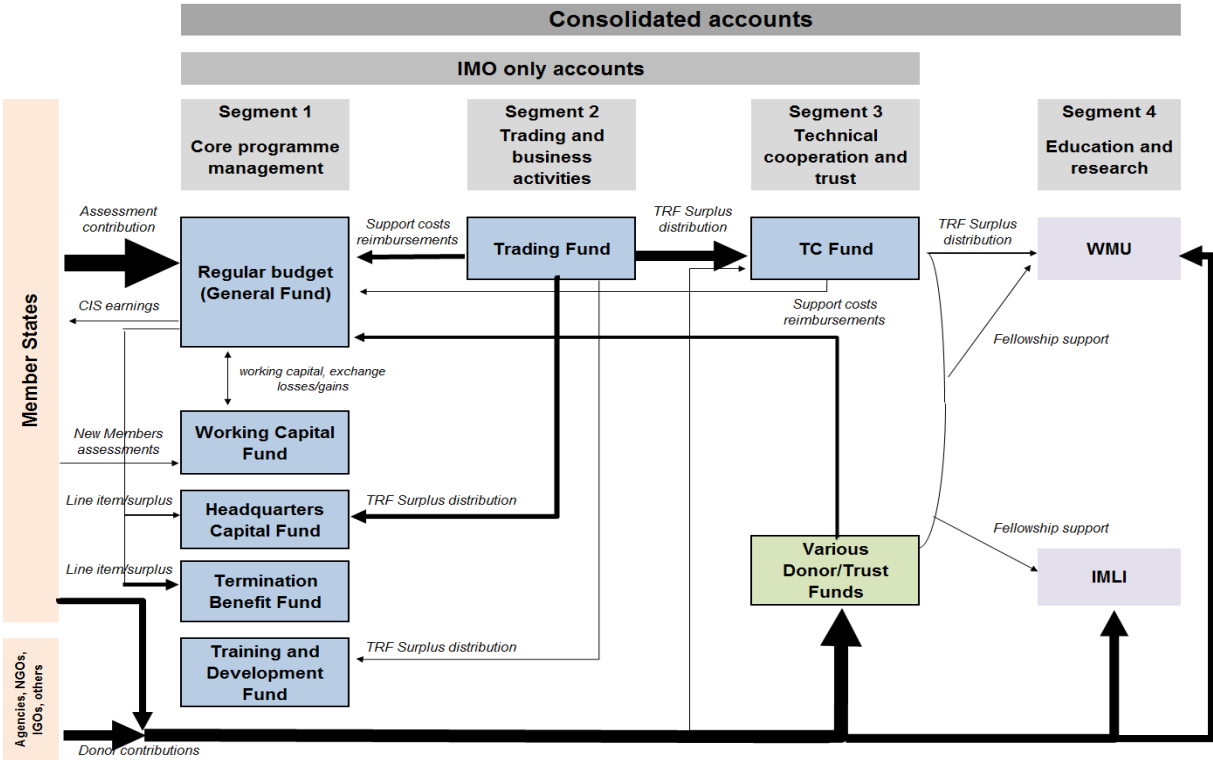 Consolidated accounts
IMO only accounts
Segment 1
Core programme
management
Segment 2
Trading and
business
activities
Segment 3
Technical
cooperation and
trust
Segment 4
Education and
research
Member States
Agencies, NGOs,
IGOs, others
Assessment
contribution
CIS earnings
New Members
assessments
Line item/surplus
Line item/surplus
Donor contributions
Regular budget
(General Fund)
working capital, exchange
losses/gains
Working Capital
Fund
Headquarters
Capital Fund
Termination
Benefit Fund
Training and
Development
Fund
Support costs
reimbursements
Trading Fund
TRF Surplus
distribution
TRF Surplus distribution
TRF Surplus distribution
TC Fund
Support costs
reimbursements
Various
Donor/Trust
Funds
TRF Surplus
distribution
Fellowship support
Fellowship support
WMU
IMLI